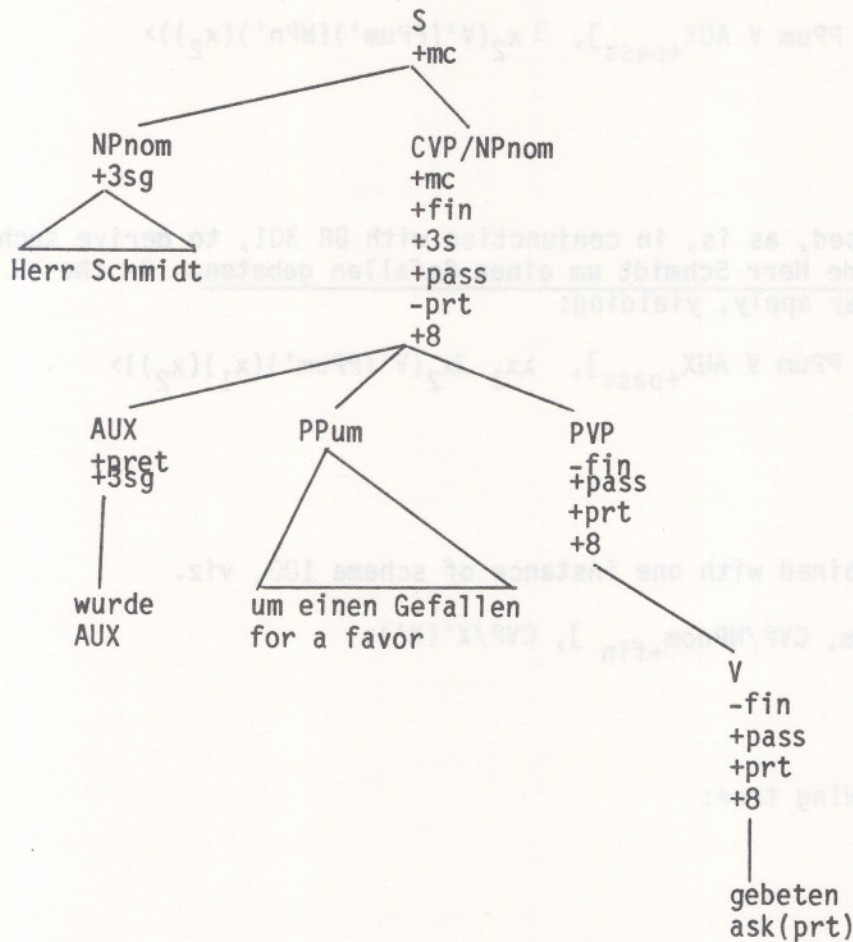 S
+mc
NPnom
+3sg
CVP/NPnom
+mc
+fin
+3s
+pass
-prt
+8
Herr Schmidt
AUX
+pret
+3sg
PPum
PVP
-fin
+pass
+prt
+8
wurde
AUX
um einen Gefallen
for a favor
V
-fin
+pass
+prt
+8
gebeten
ask(prt)